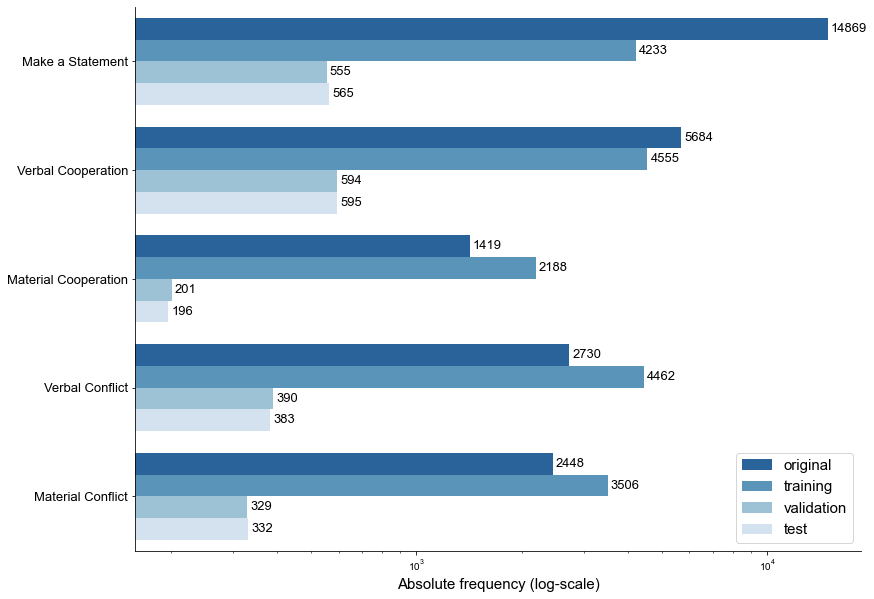 Make a Statement
14869
4233
555
565
Verbal Cooperation
5684
4555
594
595
Material Cooperation
1419
2188
201
196
Verbal Conflict
2730
4462
390
383
Material Conflict
2448
3506
329
332
original
training
validation
test
10³ 10⁴
Absolute frequency (log-scale)